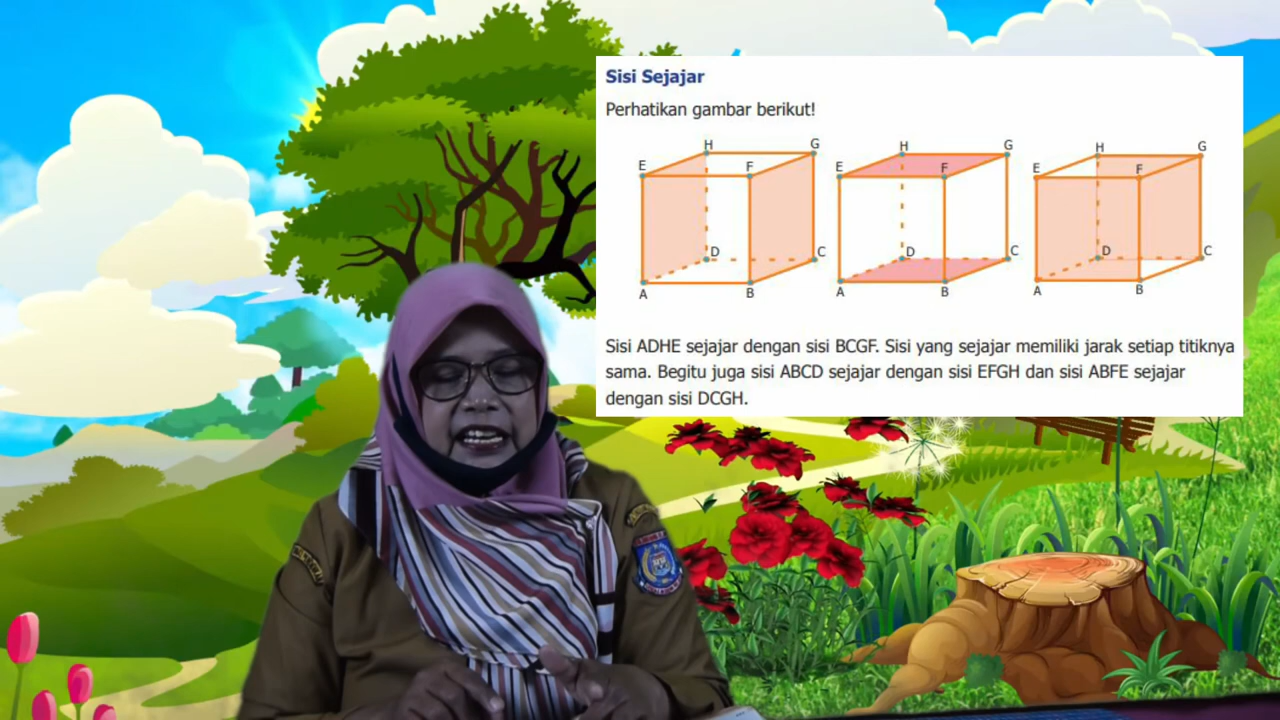 Sisi Sejajar
Perhatikan gambar berikut!
H G H G H G
E F E F E F
D C D C D C
A B A B A B
Sisi ADHE sejajar dengan sisi BCGF. Sisi yang sejajar memiliki jarak setiap titiknya
sama. Begitu juga sisi ABCD sejajar dengan sisi EFGH dan sisi ABFE sejajar
dengan sisi DCGH.